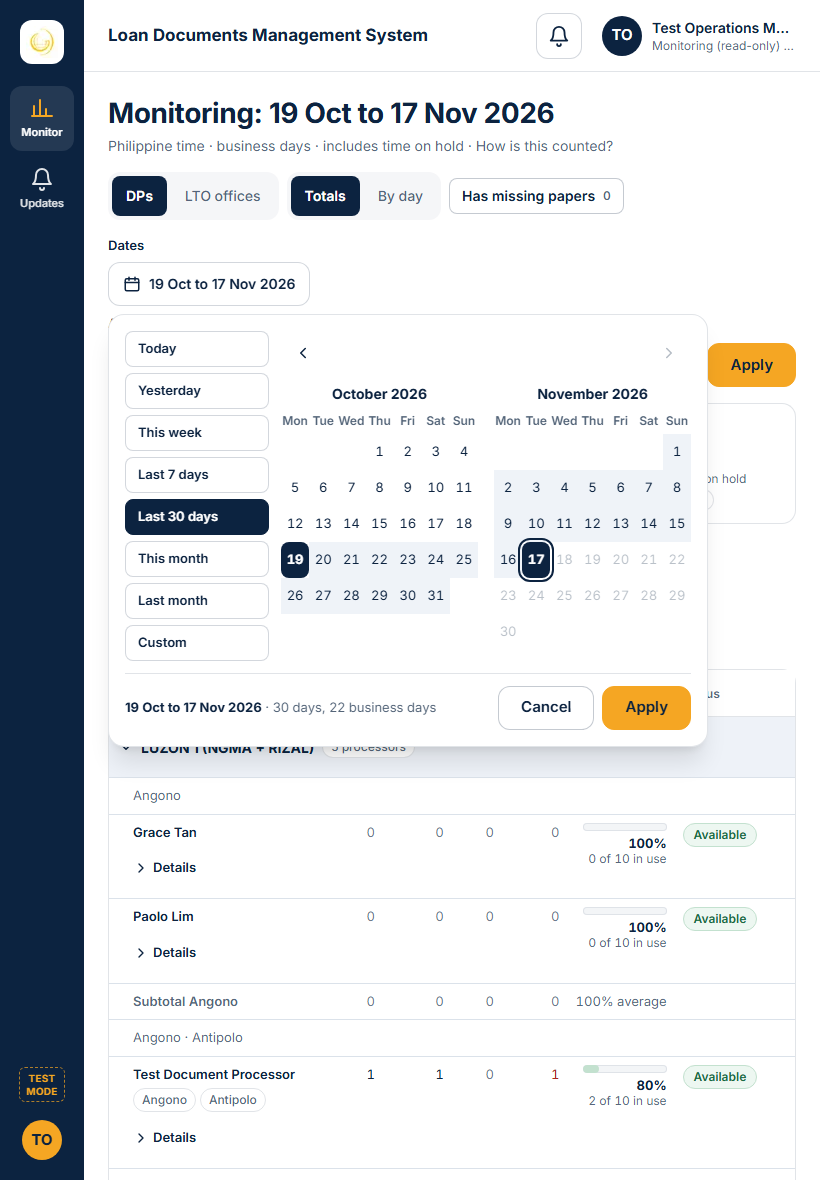 Loan Documents Management System
TO
Test Operations M...
Monitoring (read-only) ...
Monitor
Updates
Monitoring: 19 Oct to 17 Nov 2026
Philippine time · business days · includes time on hold · How is this counted?
DPs
LTO offices
Totals
By day
Has missing papers 0
Dates
19 Oct to 17 Nov 2026
Today
Yesterday
This week
Last 7 days
Last 30 days
This month
Last month
Custom
October 2026
Mon Tue Wed Thu Fri Sat Sun
1 2 3 4
5 6 7 8 9 10 11
12 13 14 15 16 17 18
19 20 21 22 23 24 25
26 27 28 29 30 31
November 2026
Mon Tue Wed Thu Fri Sat Sun
1
2 3 4 5 6 7 8
9 10 11 12 13 14 15
16 17 18 19 20 21 22
23 24 25 26 27 28 29
30
19 Oct to 17 Nov 2026 · 30 days, 22 business days
Cancel
Apply
Apply
on hold
LUZON 1 (NGMA + RIZAL)
processors
Angono
Grace Tan 0 0 0 0 100% Available
0 of 10 in use
Details
Paolo Lim 0 0 0 0 100% Available
0 of 10 in use
Details
Subtotal Angono 0 0 0 0 100% average
Angono · Antipolo
Test Document Processor 1 1 0 1 80% Available
Angono Antipolo 2 of 10 in use
Details
TEST
MODE
TO